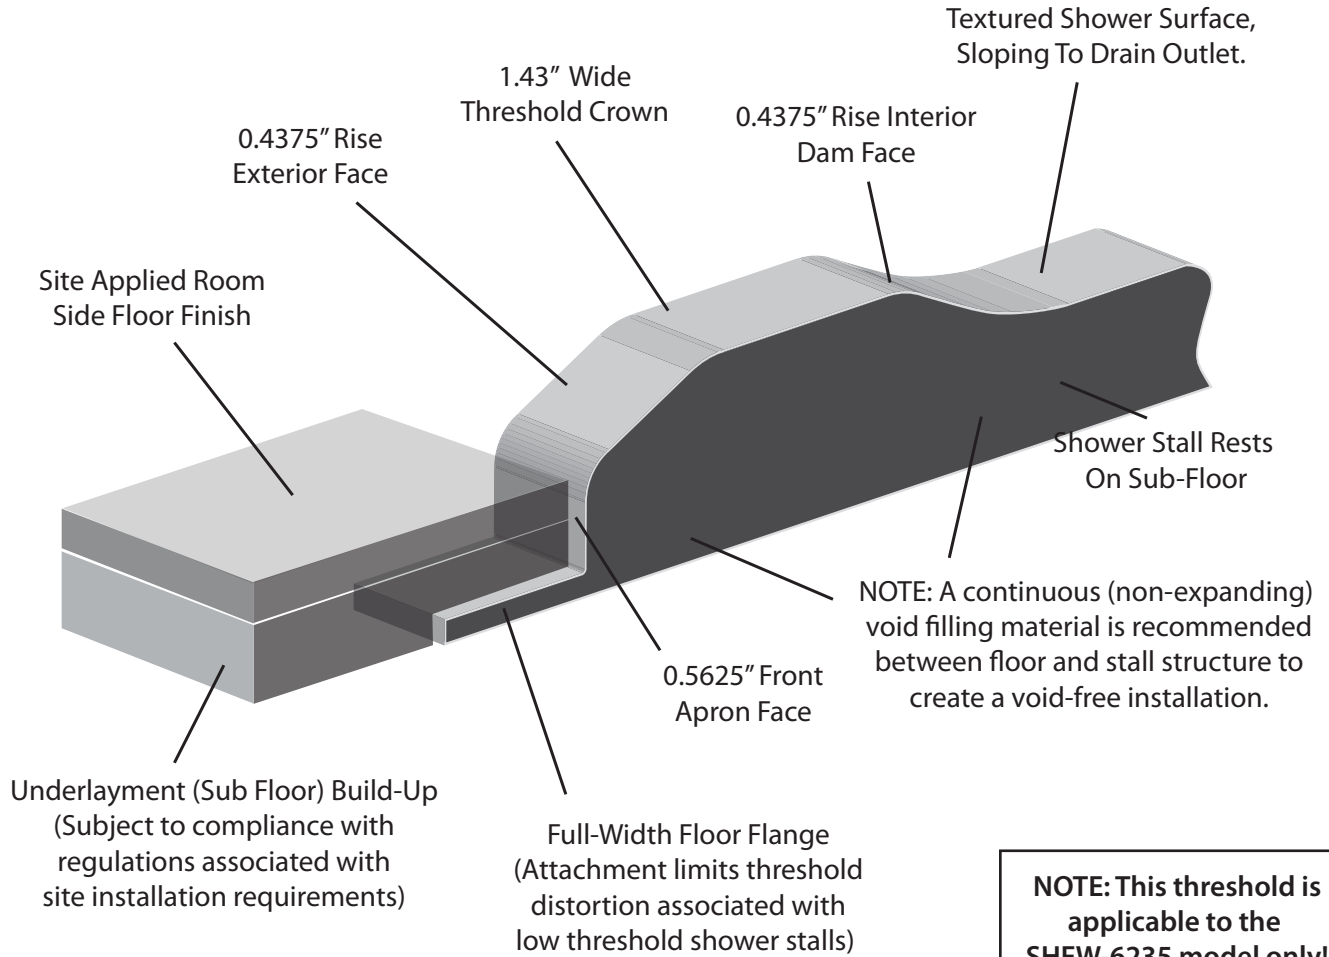 Textured Shower Surface,
Sloping To Drain Outlet.
1.43” Wide
Threshold Crown
0.4375” Rise Interior
Dam Face
0.4375” Rise
Exterior Face
Site Applied Room
Side Floor Finish
Shower Stall Rests
On Sub-Floor
NOTE: A continuous (non-expanding)
void filling material is recommended
between floor and stall structure to
create a void-free installation.
0.5625” Front
Apron Face
Underlayment (Sub Floor) Build-Up
(Subject to compliance with
regulations associated with
site installation requirements)
Full-Width Floor Flange
(Attachment limits threshold
distortion associated with
low threshold shower stalls)
NOTE: This threshold is
applicable to the
SHEW-6235 model only!